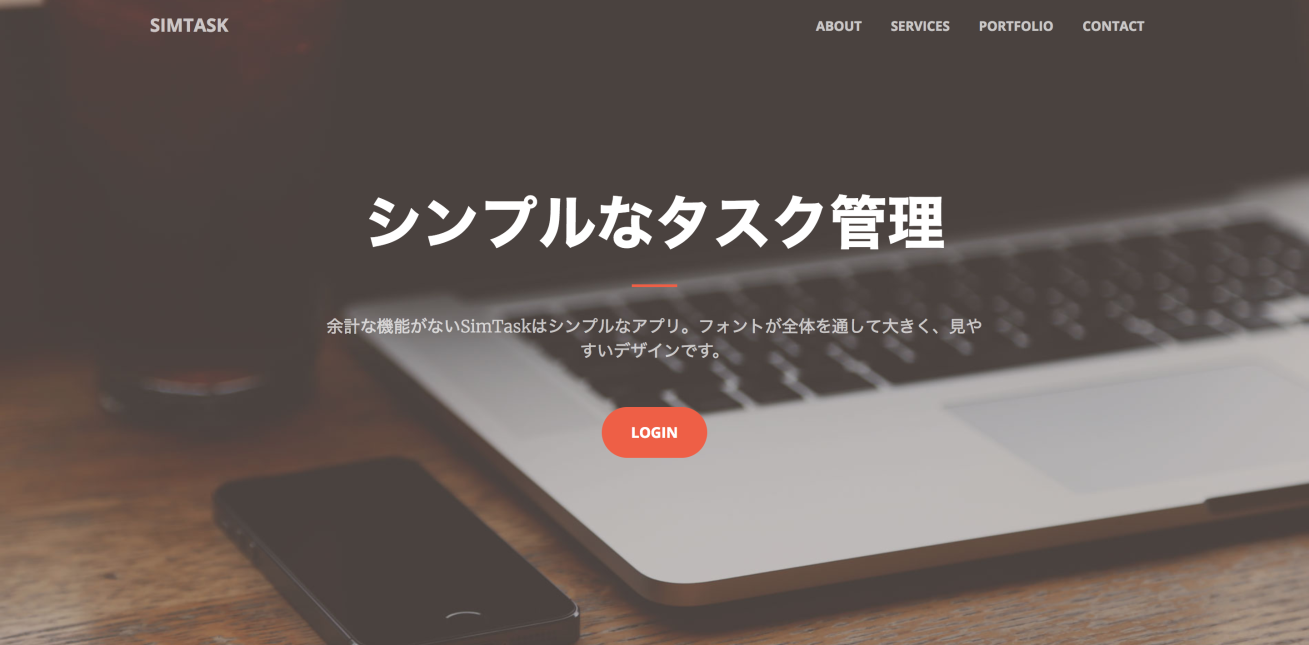 SIMTASK
ABOUT
SERVICES
PORTFOLIO
CONTACT
シンプルなタスク管理
余計な機能がないSimTaskはシンプルなアプリ。フォントが全体を通して大きく、見や
すいデザインです。
LOGIN